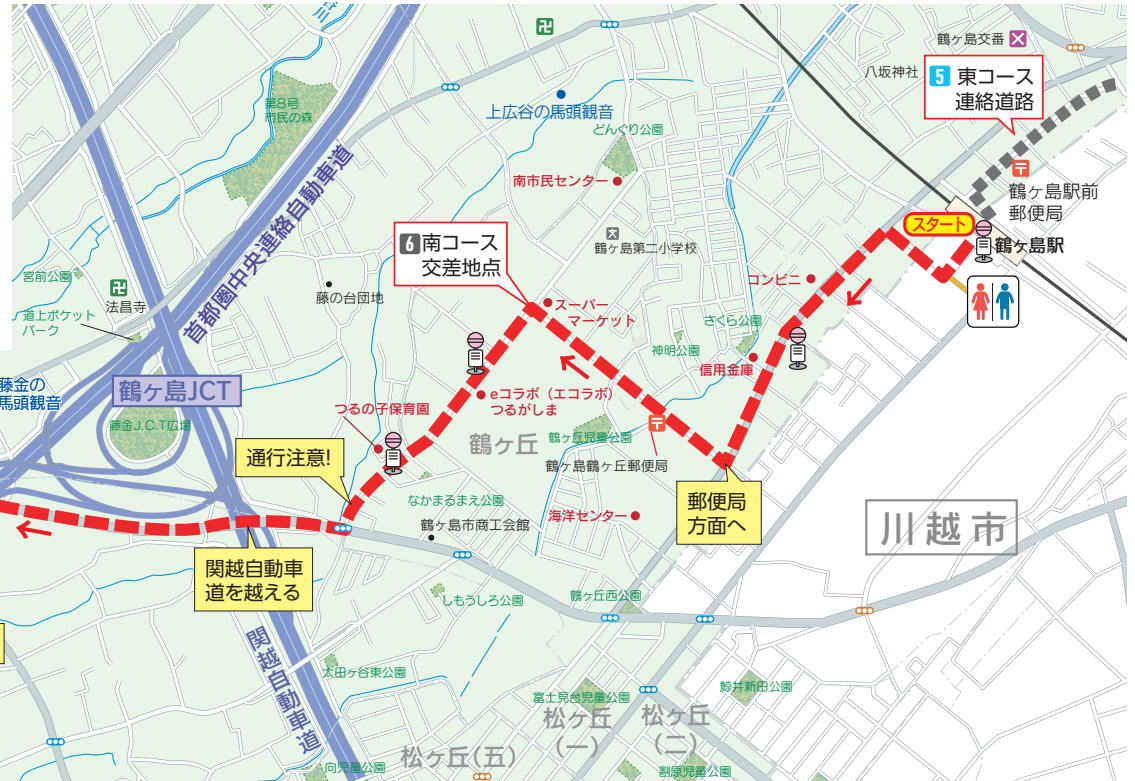 鶴ヶ島交番
八坂神社
5 東コース
連絡道路
第8号
市民の森
上広谷の馬頭観音
どんぐり公園
南市民センター
鶴ヶ島駅前
郵便局
スタート
鶴ヶ島駅
首都圏中央連絡自動車道
6 南コース
交差地点
文
鶴ヶ島第二小学校
宮前公園
法昌寺
藤の台団地
コンビニ
道上ポケット
パーク
スーパー
マーケット
さくら公園
神明公園
信用金庫
藤金の
馬頭観音
鶴ヶ島JCT
eコラボ（エコラボ）
つるがしま
つるの子保育園
藤金J.C.T広場
鶴ヶ丘
鶴ヶ丘児童公園
通行注意!
鶴ヶ島鶴ヶ丘郵便局
なかまるまえ公園
郵便局
方面へ
鶴ヶ島市商工会館
海洋センター
川越市
関越自動車
道を越える
しもうしろ公園
鶴ヶ丘西公園
関越自動車道
太田ヶ谷東公園
富士見台児童公園
鯨井新田公園
松ヶ丘
（一）
松ヶ丘
（二）
松ヶ丘（五）
向児童公園
割原児童公園